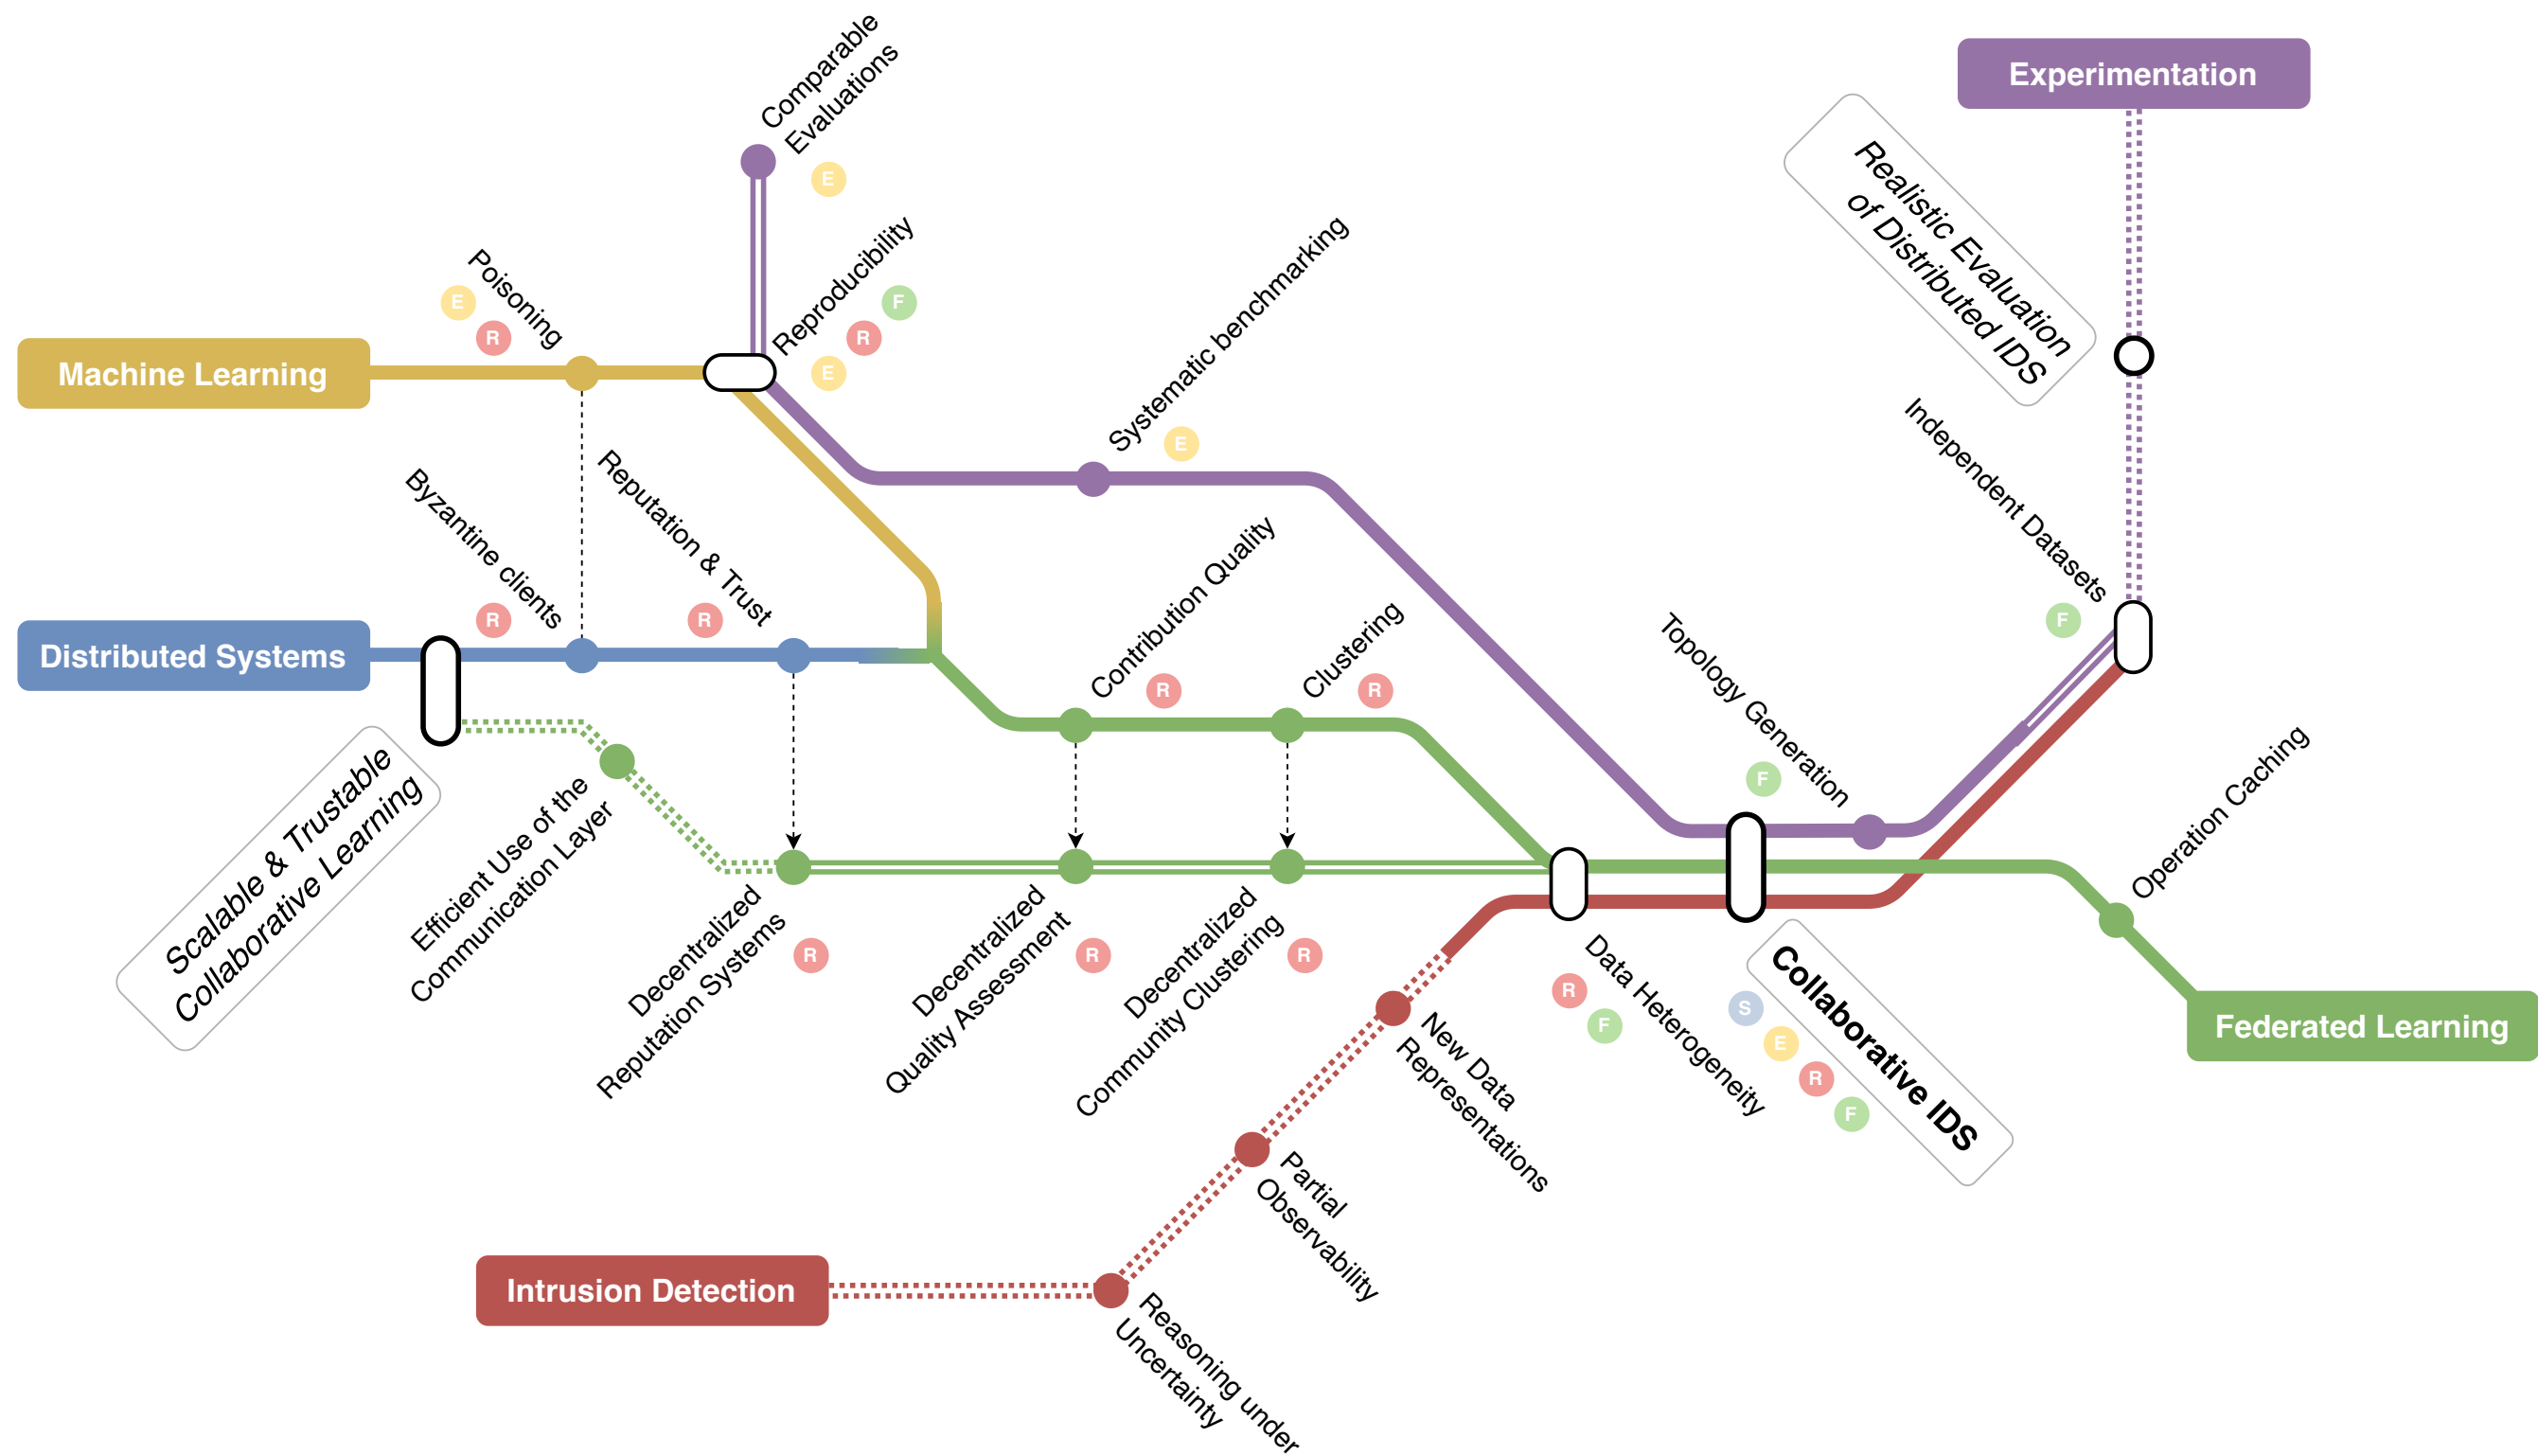 Comparable
Evaluations
E
Experimentation
Realistic Evaluation
of Distributed IDS
Poisoning
E
R
Reproducibility
F
R
E
Machine Learning
Systematic benchmarking
E
Independent Datasets
F
Byzantine clients
R
Reputation & Trust
R
Distributed Systems
Contribution Quality
R
Clustering
R
Topology Generation
F
Scalable & Trustable
Collaborative Learning
Efficient Use of the
Communication Layer
Decentralized
Reputation Systems
R
Decentralized
Quality Assessment
R
Decentralized
Community Clustering
R
Operation Caching
Data Heterogeneity
R
F
Collaborative IDS
S
E
R
F
Federated Learning
New Data
Representations
Partial
Observability
Intrusion Detection
Reasoning under
Uncertainty